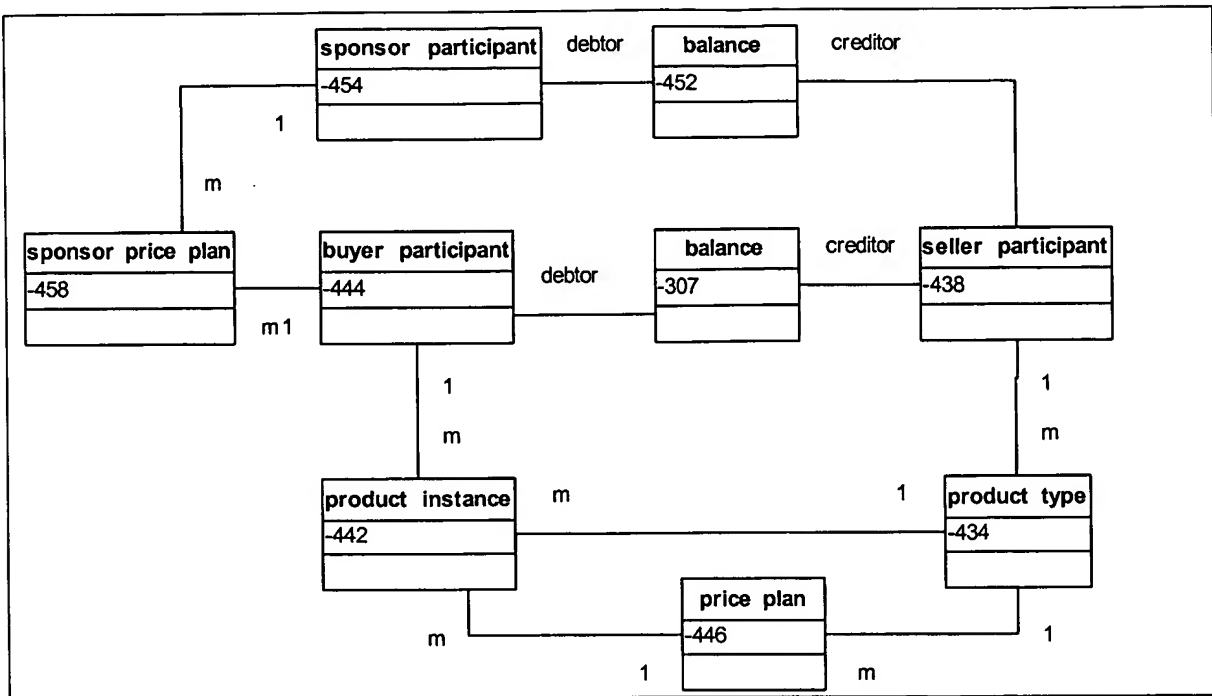 sponsor participant
debtor
balance
creditor
-454
-452
1
m
sponsor price plan
buyer participant
debtor
balance
creditor
seller participant
-458
-444
-307
-438
m1
1
m
1
m
product instance
m
1
product type
-442
-434
price plan
m
-446
1
1
m